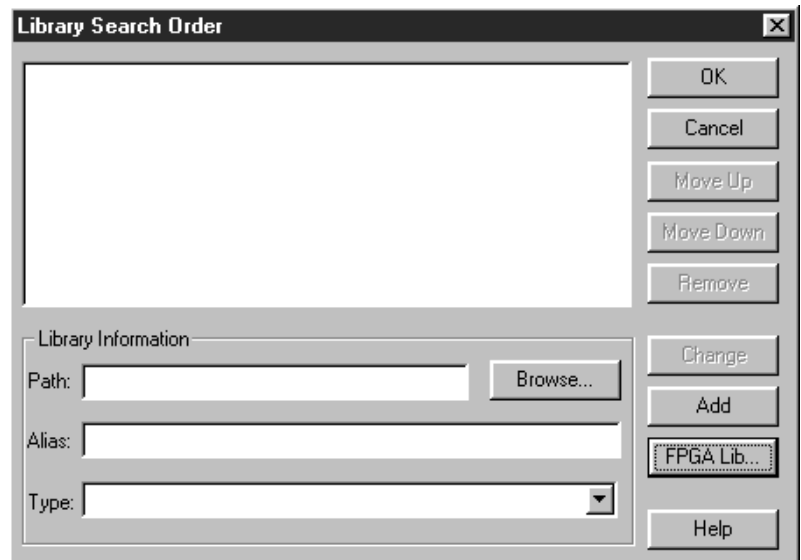 Library Search Order
OK
Cancel
Move Up
Move Down
Remove
Library Information
Path:
Browse...
Alias:
Type:
Change
Add
FPGA Lib...
Help